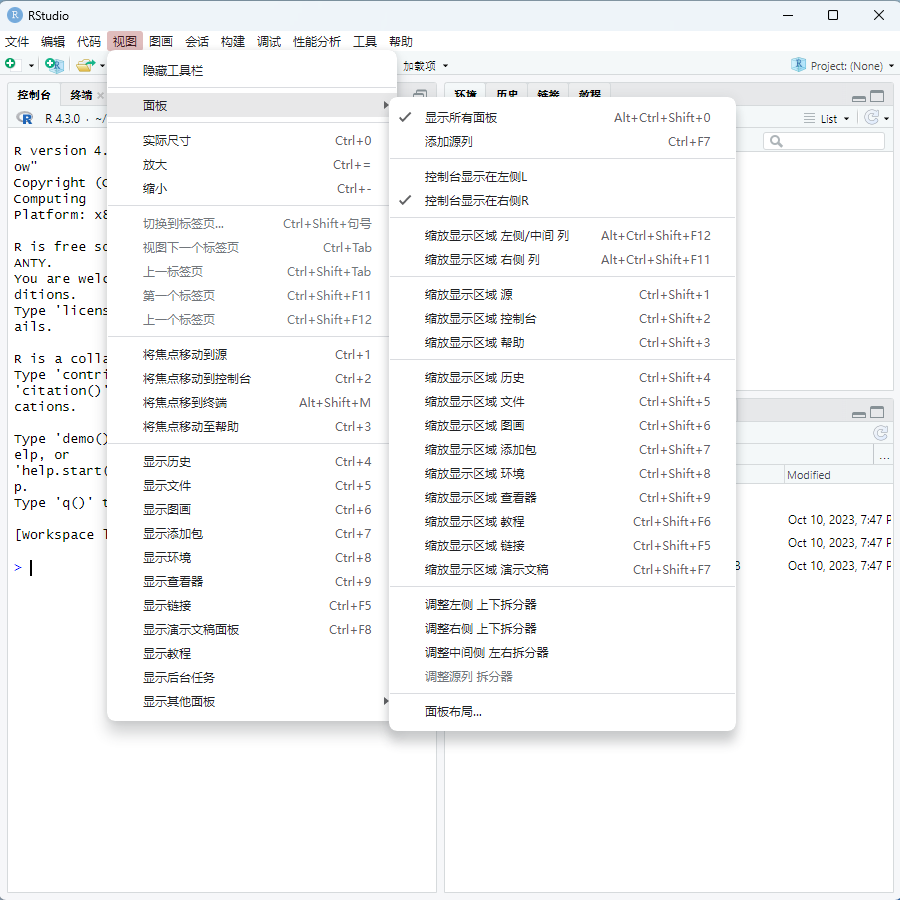 RStudio
文件 编辑 代码 视图 图画 会话 构建 调试 性能分析 工具 帮助
加载项
Project: (None)
控制台 终端
R 4.3.0 · ~/
R version 4.
ow"
Copyright (C
Computing
Platform: x8
R is free so
ANTY.
You are welc
ditions.
Type 'licens
ails.
R is a colla
Type 'contri
'citation()'
cations.
Type 'demo()
elp, or
'help.start(
p.
Type 'q()' t
[Workspace
>
隐藏工具栏
面板
实际尺寸 Ctrl+0
放大 Ctrl+=
缩小 Ctrl+-
切换到标签页... Ctrl+Shift+句号
视图下一个标签页 Ctrl+Tab
上一标签页 Ctrl+Shift+Tab
第一个标签页 Ctrl+Shift+F11
上一个标签页 Ctrl+Shift+F12
将焦点移动到源 Ctrl+1
将焦点移动到控制台 Ctrl+2
将焦点移到终端 Alt+Shift+M
将焦点移动至帮助 Ctrl+3
显示历史 Ctrl+4
显示文件 Ctrl+5
显示图画 Ctrl+6
显示添加包 Ctrl+7
显示环境 Ctrl+8
显示查看器 Ctrl+9
显示链接 Ctrl+F5
显示演示文稿面板 Ctrl+F8
显示教程
显示后台任务
显示其他面板
环境 历史 链接 教程
List
显示所有面板 Alt+Ctrl+Shift+0
添加源列 Ctrl+F7
控制台显示在左侧L
控制台显示在右侧R
缩放显示区域 左侧/中间 列 Alt+Ctrl+Shift+F12
缩放显示区域 右侧 列 Alt+Ctrl+Shift+F11
缩放显示区域 源 Ctrl+Shift+1
缩放显示区域 控制台 Ctrl+Shift+2
缩放显示区域 帮助 Ctrl+Shift+3
缩放显示区域 历史 Ctrl+Shift+4
缩放显示区域 文件 Ctrl+Shift+5
缩放显示区域 图画 Ctrl+Shift+6
缩放显示区域 添加包 Ctrl+Shift+7
缩放显示区域 环境 Ctrl+Shift+8
缩放显示区域 查看器 Ctrl+Shift+9
缩放显示区域 教程 Ctrl+Shift+F6
缩放显示区域 链接 Ctrl+Shift+F5
缩放显示区域 演示文稿 Ctrl+Shift+F7
调整左侧 上下拆分器
调整右侧 上下拆分器
调整中间侧 左右拆分器
调整源列 拆分器
面板布局...
...
Modified
Oct 10, 2023, 7:47 P
Oct 10, 2023, 7:47 P
Oct 10, 2023, 7:47 P